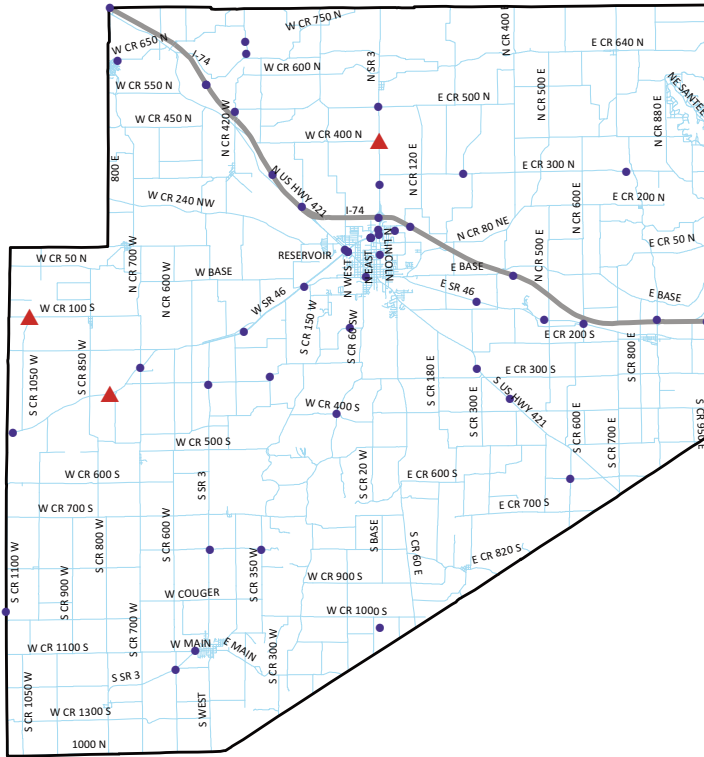 W CR 750 N
N CR 400 E
W CR 650 N
I-74
E CR 640 N
W CR 600 N
N SR 3
NE SANTEE
W CR 550 N
N CR 500 E
N CR 880 E
E CR 500 N
W CR 450 N
N CR 420 W
W CR 400 N
N CR 120 E
800 E
E CR 300 N
N US HWY 421
W CR 240 NW
E CR 200 N
N CR 600 E
I-74
N CR 80 NE
N LINCOLN
E CR 50 N
RESERVOIR
N CR 700 W
N CR 500 E
W CR 50 N
W BASE
N WEST
N EAST
E BASE
N CR 600 W
E SR 46
E BASE
W CR 100 S
W SR 46
S CR 150 W
S CR 60 SW
E CR 200 S
S CR 1050 W
S CR 850 W
S CR 180 E
S CR 800 E
E CR 300 S
S CR 300 E
S US HWY 421
W CR 400 S
S CR 950 E
S CR 600 E
S CR 700 E
W CR 500 S
W CR 600 S
S SR 3
S CR 20 W
E CR 600 S
W CR 700 S
E CR 700 S
S CR 600 W
S CR 800 W
S BASE
S CR 60 E
E CR 820 S
S CR 1100 W
S CR 900 W
S CR 350 W
W CR 900 S
W COUGER
W CR 1000 S
S CR 700 W
W MAIN
E MAIN
S CR 300 W
W CR 1100 S
S SR 3
S CR 1050 W
S WEST
W CR 1300 S
1000 N